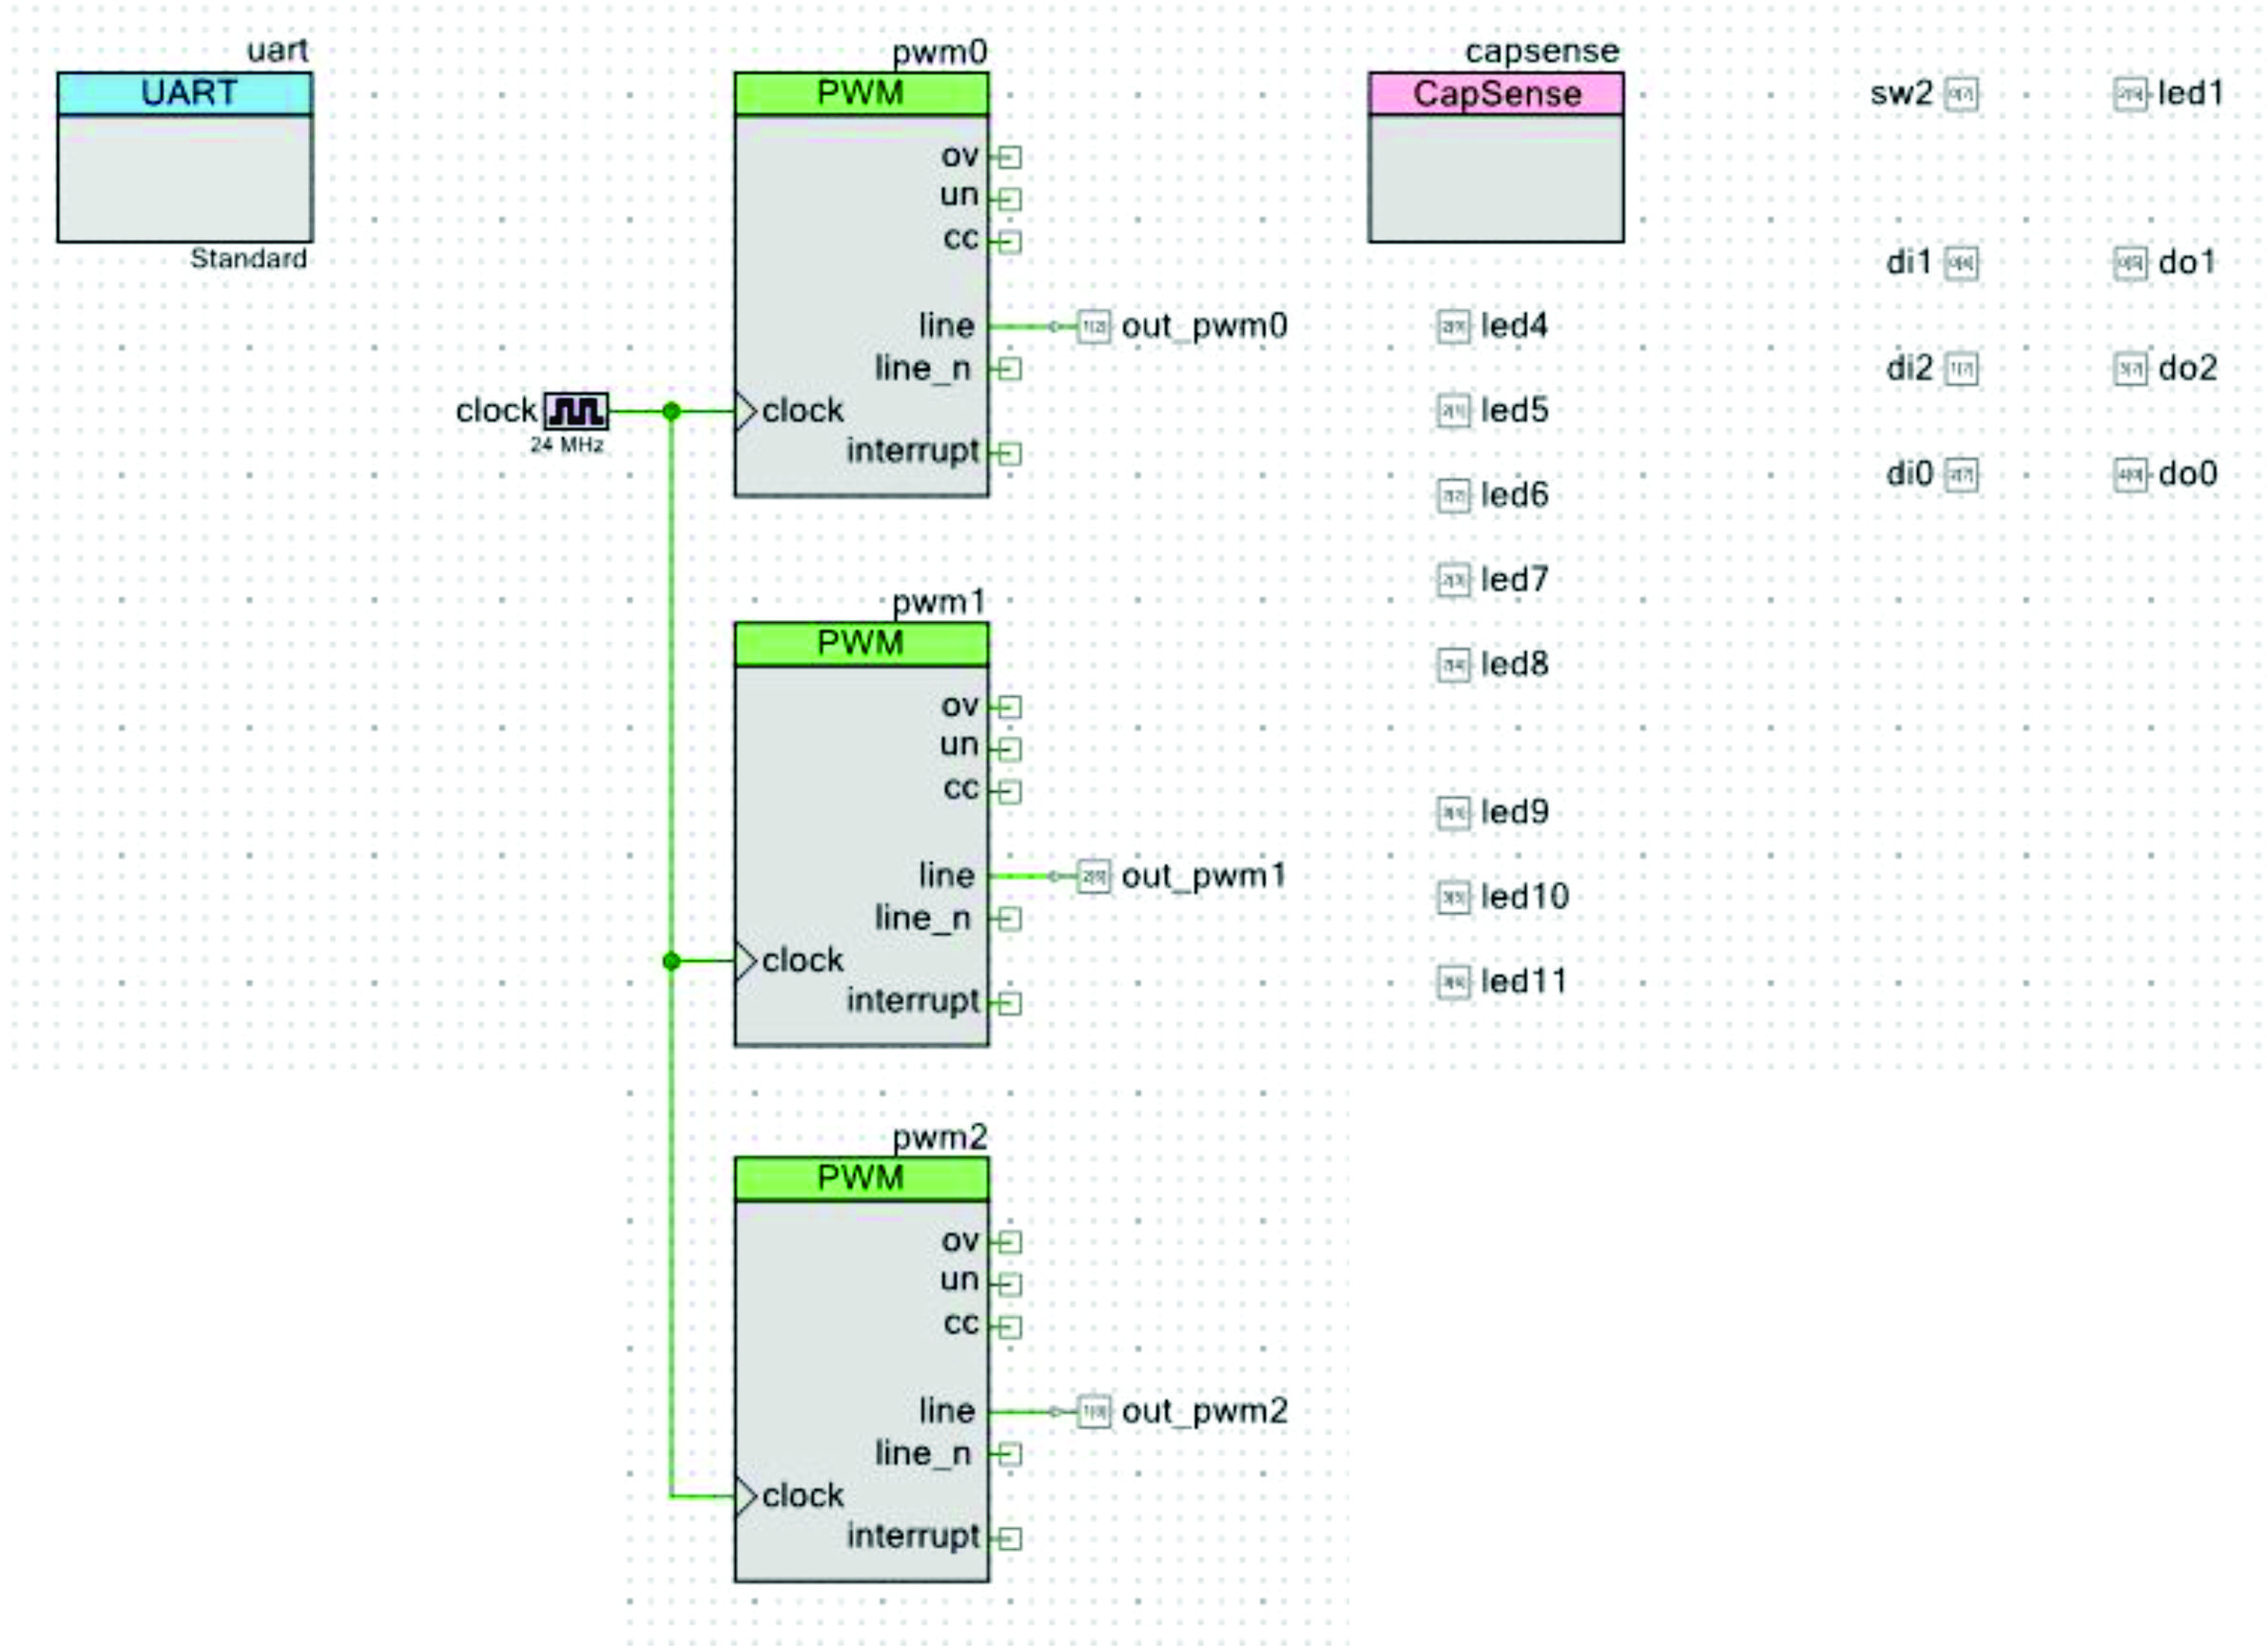 uart
UART
Standard
clock
24 MHz
pwm0
PWM
ov
un
cc
line
out_pwm0
line_n
clock
interrupt
pwm1
PWM
ov
un
cc
line
out_pwm1
line_n
clock
interrupt
pwm2
PWM
ov
un
cc
line
out_pwm2
line_n
clock
interrupt
capsense
CapSense
led4
led5
led6
led7
led8
led9
led10
led11
sw2
led1
di1
do1
di2
do2
di0
do0